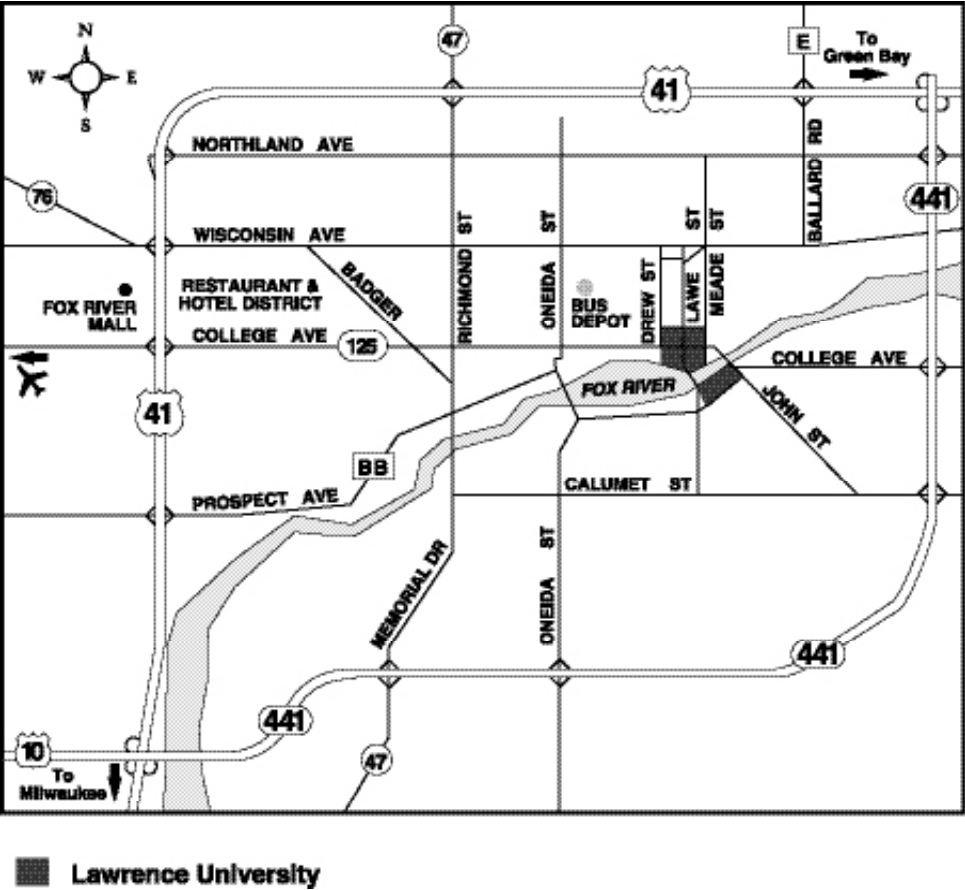 N
W E
S
47
E
To
Green Bay
41
NORTHLAND AVE
76
BALLARD RD
441
WISCONSIN AVE
RICHMOND ST
ONEIDA ST
DREW ST
LAWE ST
MEADE ST
BADGER
RESTAURANT &
HOTEL DISTRICT
FOX RIVER
MALL
BUS
DEPOT
COLLEGE AVE
125
COLLEGE AVE
FOX RIVER
JOHN ST
41
BB
PROSPECT AVE
CALUMET ST
MEMORIAL DR
ONEIDA ST
441
441
10
47
To
Milwaukee
Lawrence University